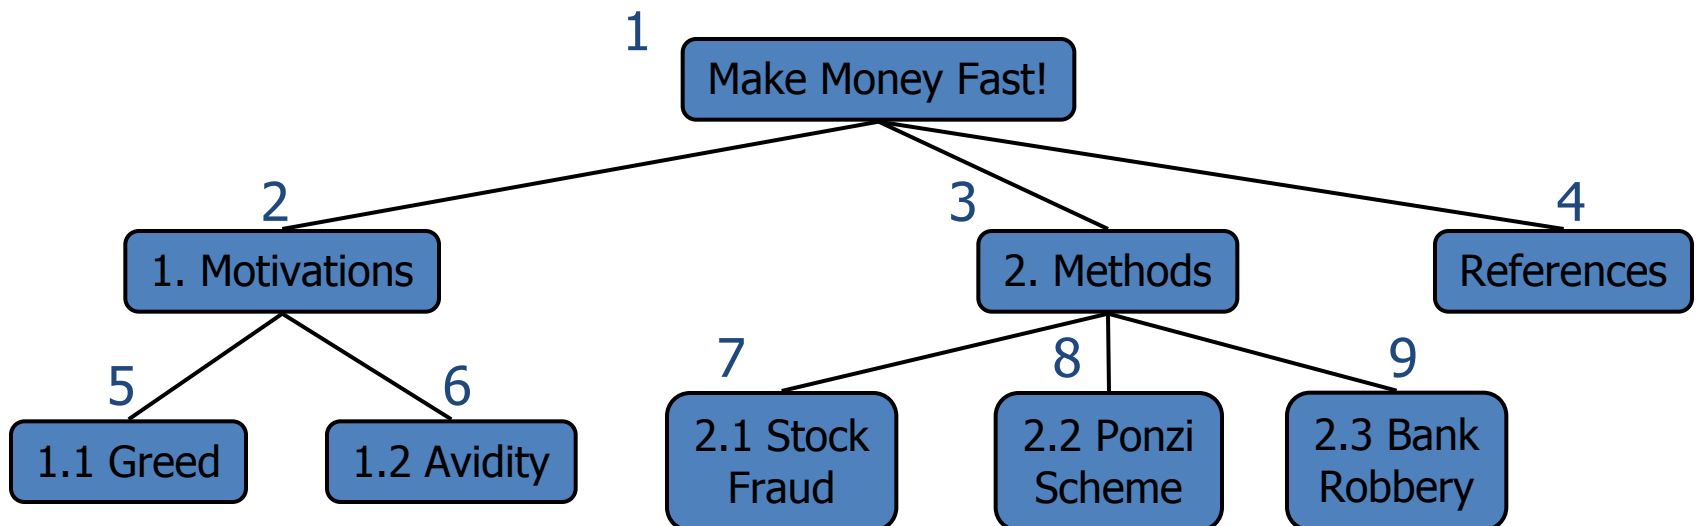 1
Make Money Fast!
2
3
4
1. Motivations
2. Methods
References
5
6
7
8
9
1.1 Greed
1.2 Avidity
2.1 Stock
Fraud
2.2 Ponzi
Scheme
2.3 Bank
Robbery